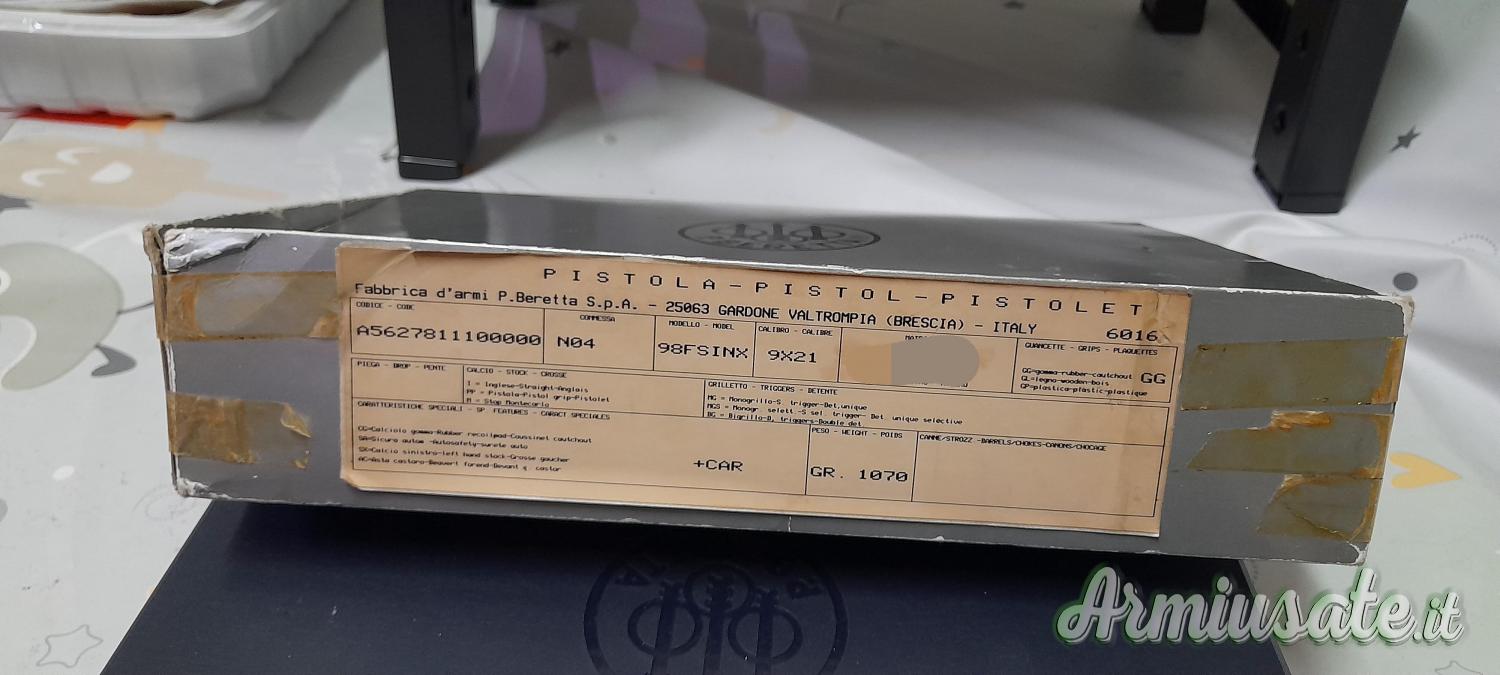 PISTOLA-PISTOL-PISTOLET
Fabbrica d'armi P.Beretta S.p.A. - 25063 GARDONE VALTROMPIA (BRESCIA) - ITALY 6016
CODICE - CODE
A5627811100000
COMMESSA
N04
MODELLO - MODEL
98FSINX
CALIBRO - CALIBRE
9X21
GUANCETTE - GRIPS - PLAQUETTES
GG=gomma-rubber-cautchout
GL=legno-wooden-bois
GP=plastica-plastic-plastique
GG
PIEGA - DROP - PENTE
CALCIO - STOCK - CROSSE
I = Inglese-Straight-Anglais
PP = Pistola-Pistol grip-Pistolet
M = Stop Montecarlo
GRILLETTO - TRIGGERS - DETENTE
MG = Monogrillo-S trigger-Det,unique
MGS = Monogr selett -S sel trigger- Det unique selective
BG = Bigrillo-D, triggers-Double det
CARATTERISTICHE SPECIALI - SP FEATURES - CARACT SPECIALES
CG=Calciolo gomma-Rubber recoilpad-Coussinet cautchout
SA=Sicura autom -Autosafety-surete auto
SX=Calcio sinistro-left hand stock-Crosse gaucher
AC=Asta castoro-Beavert forend-Devant q. castor
+CAR
PESO - WEIGHT - POIDS
GR. 1070
CANNE/STROZZ -BARRELS/CHOKES-CANONS/CHOCAGE
Armiusate.it